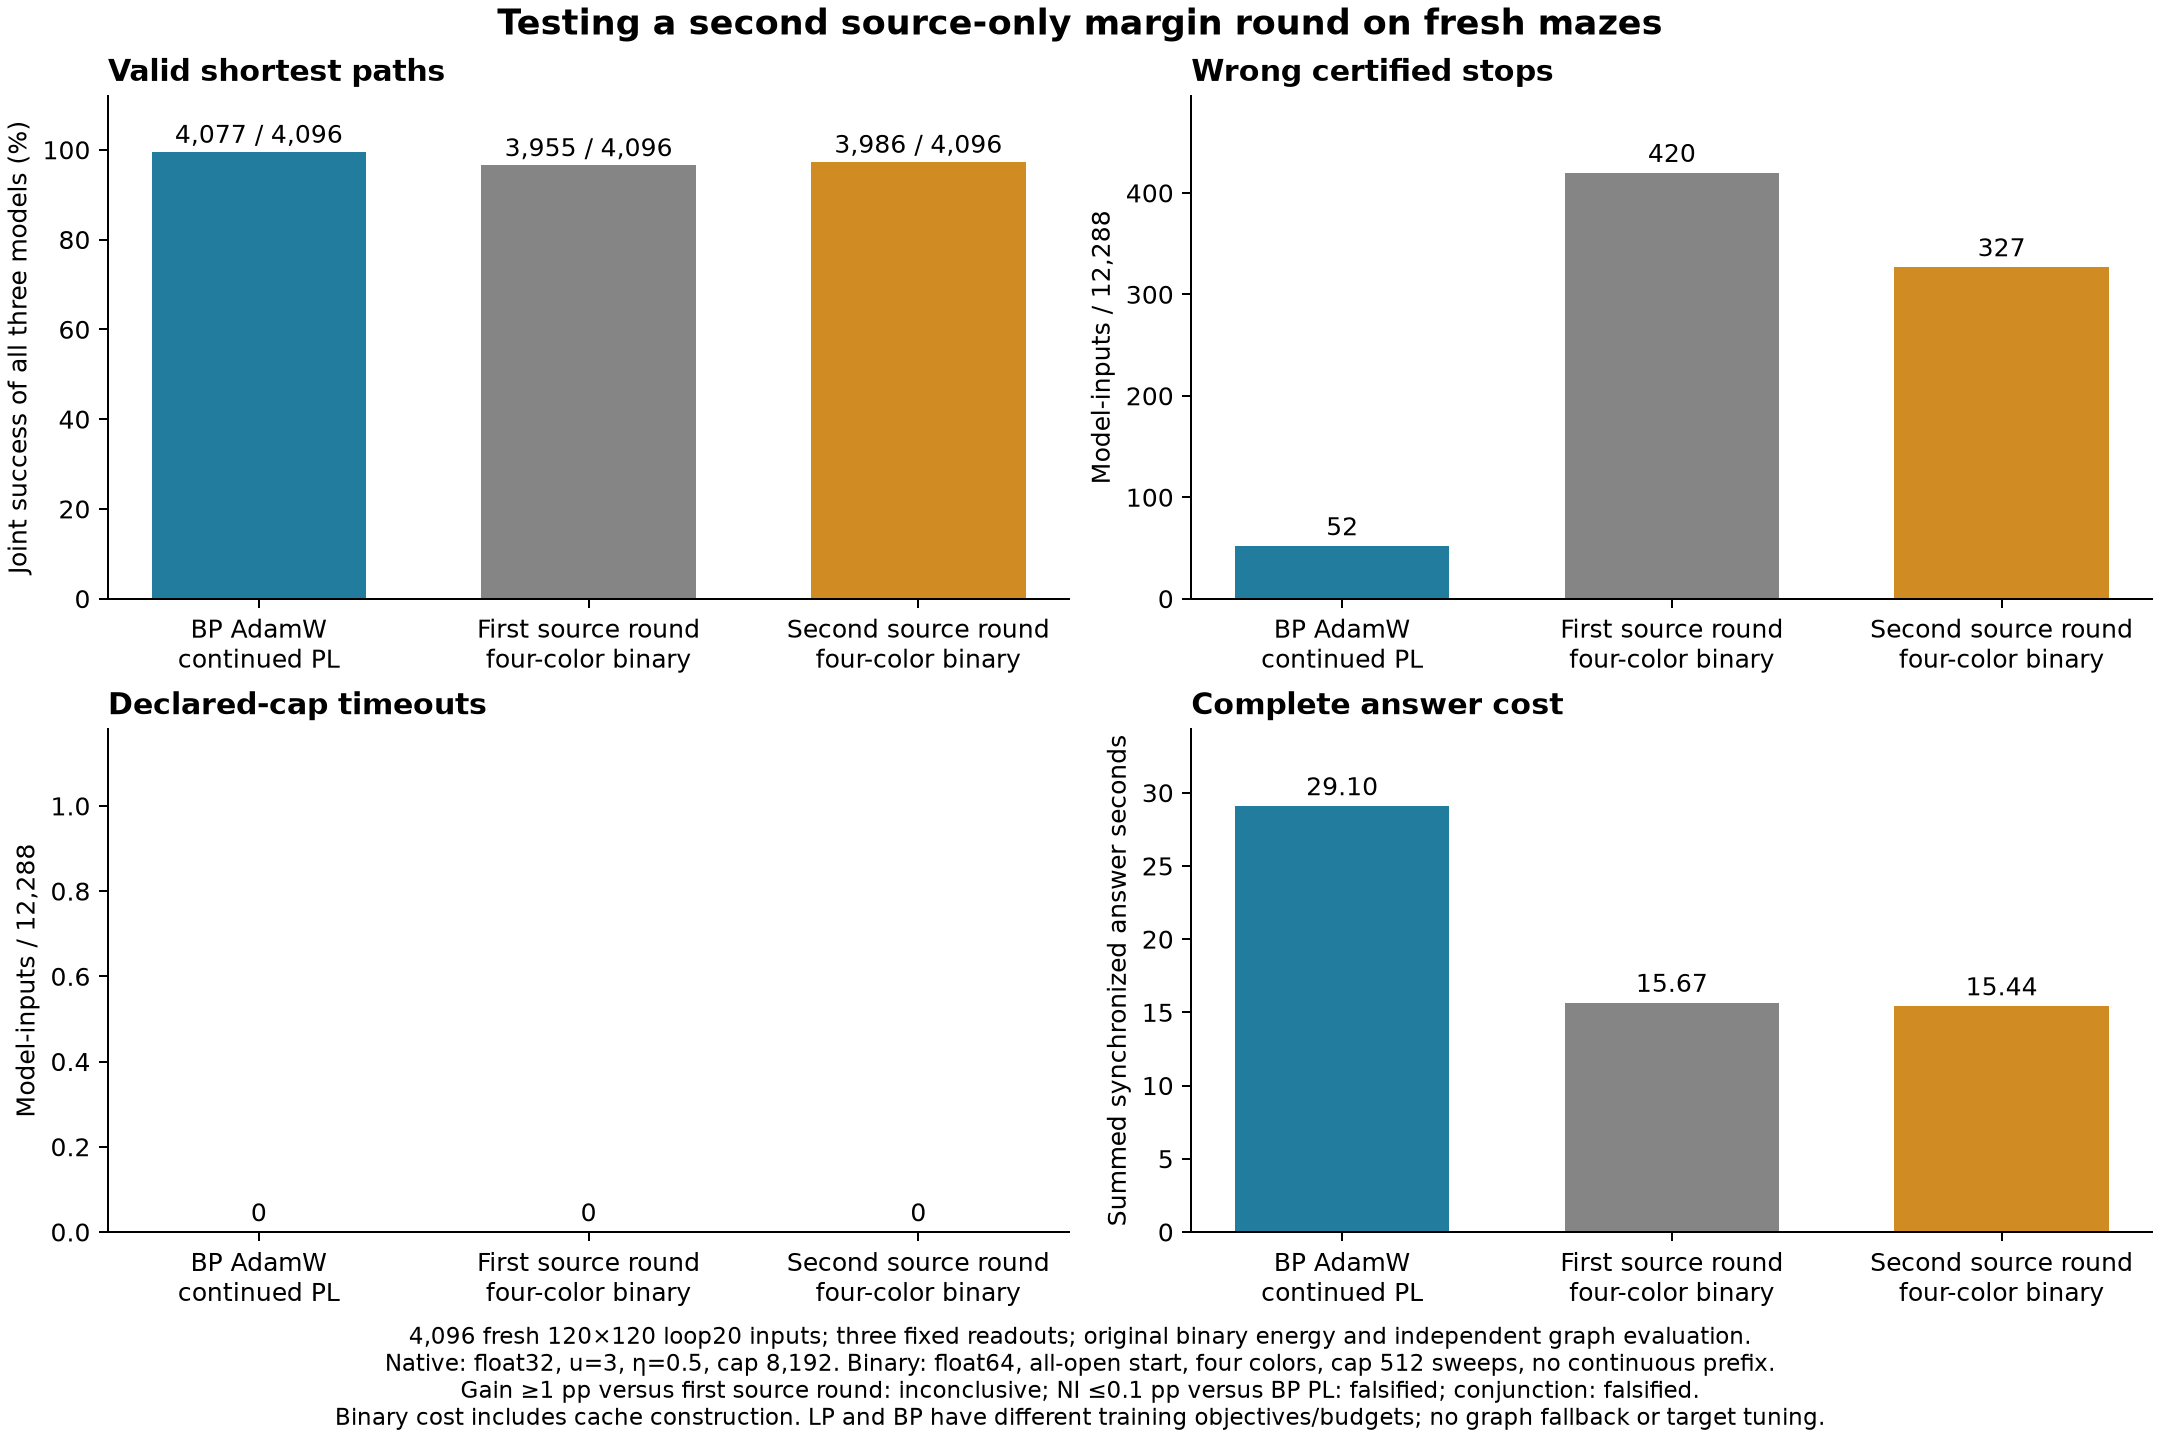 Testing a second source-only margin round on fresh mazes
Valid shortest paths
Joint success of all three models (%)
100
80
60
40
20
0
4,077 / 4,096
3,955 / 4,096
3,986 / 4,096
BP AdamW
continued PL
First source round
four-color binary
Second source round
four-color binary
Wrong certified stops
Model-inputs / 12,288
400
300
200
100
0
52
420
327
BP AdamW
continued PL
First source round
four-color binary
Second source round
four-color binary
Declared-cap timeouts
Model-inputs / 12,288
1.0
0.8
0.6
0.4
0.2
0.0
0
0
0
BP AdamW
continued PL
First source round
four-color binary
Second source round
four-color binary
Complete answer cost
Summed synchronized answer seconds
30
25
20
15
10
5
0
29.10
15.67
15.44
BP AdamW
continued PL
First source round
four-color binary
Second source round
four-color binary
4,096 fresh 120×120 loop20 inputs; three fixed readouts; original binary energy and independent graph evaluation.
Native: float32, u=3, η=0.5, cap 8,192. Binary: float64, all-open start, four colors, cap 512 sweeps, no continuous prefix.
Gain ≥1 pp versus first source round: inconclusive; NI ≤0.1 pp versus BP PL: falsified; conjunction: falsified.
Binary cost includes cache construction. LP and BP have different training objectives/budgets; no graph fallback or target tuning.